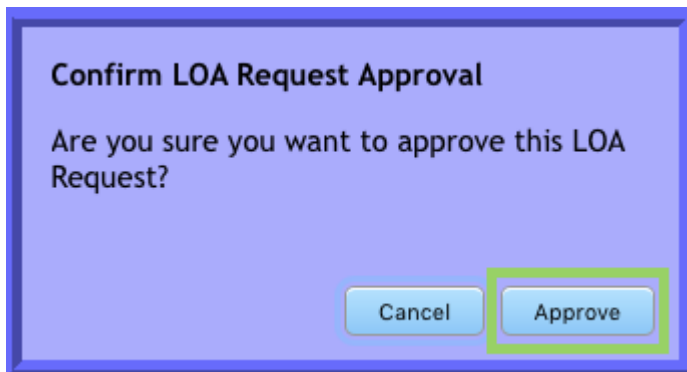 Confirm LOA Request Approval
Are you sure you want to approve this LOA
Request?
Cancel
Approve